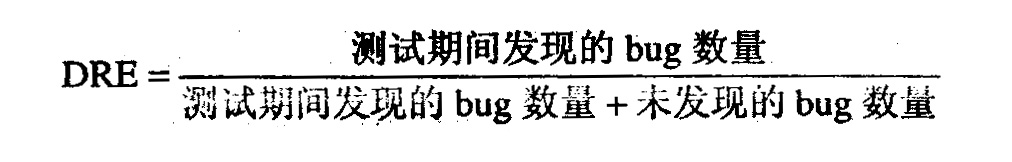 测试期间发现的 bug 数量
DRE =
测试期间发现的 bug 数量 + 未发现的 bug 数量